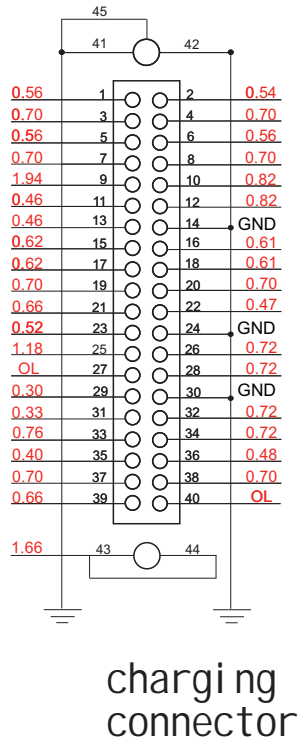 45
41 42
0.56 1 2 0.54
0.70 3 4 0.70
0.56 5 6 0.56
0.70 7 8 0.70
1.94 9 10 0.82
0.46 11 12 0.82
0.46 13 14 GND
0.62 15 16 0.61
0.62 17 18 0.61
0.70 19 20 0.70
0.66 21 22 0.47
0.52 23 24 GND
1.18 25 26 0.72
OL 27 28 0.72
0.30 29 30 GND
0.33 31 32 0.72
0.76 33 34 0.72
0.40 35 36 0.48
0.70 37 38 0.70
0.66 39 40 OL
1.66 43 44
charging
connector